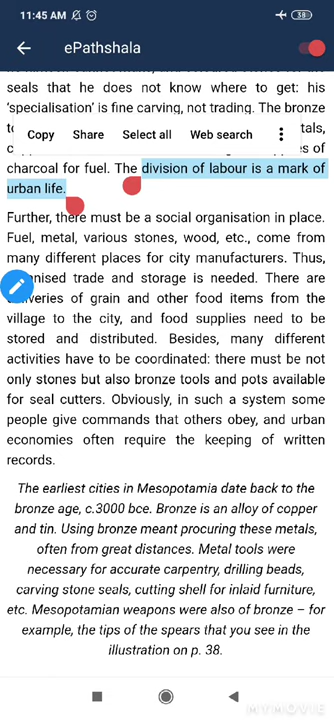 11:45 AM 38
ePathshala
seals that he does not know where to get: his
'specialisation' is fine carving, not trading. The bronze
Copy Share Select all Web search
charcoal for fuel. The division of labour is a mark of
urban life.
Further, there must be a social organisation in place.
Fuel, metal, various stones, wood, etc., come from
many different places for city manufacturers. Thus,
organised trade and storage is needed. There are
deliveries of grain and other food items from the
village to the city, and food supplies need to be
stored and distributed. Besides, many different
activities have to be coordinated: there must be not
only stones but also bronze tools and pots available
for seal cutters. Obviously, in such a system some
people give commands that others obey, and urban
economies often require the keeping of written
records.
The earliest cities in Mesopotamia date back to the
bronze age, c.3000 bce. Bronze is an alloy of copper
and tin. Using bronze meant procuring these metals,
often from great distances. Metal tools were
necessary for accurate carpentry, drilling beads,
carving stone seals, cutting shell for inlaid furniture,
etc. Mesopotamian weapons were also of bronze – for
example, the tips of the spears that you see in the
illustration on p. 38.
MYMOVIE